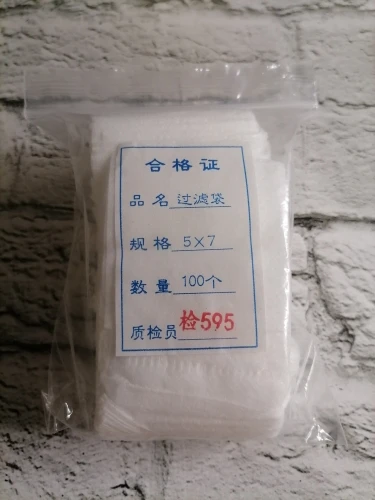 合格证
品名 过滤袋
规格 5×7
数量 100个
质检员 检595